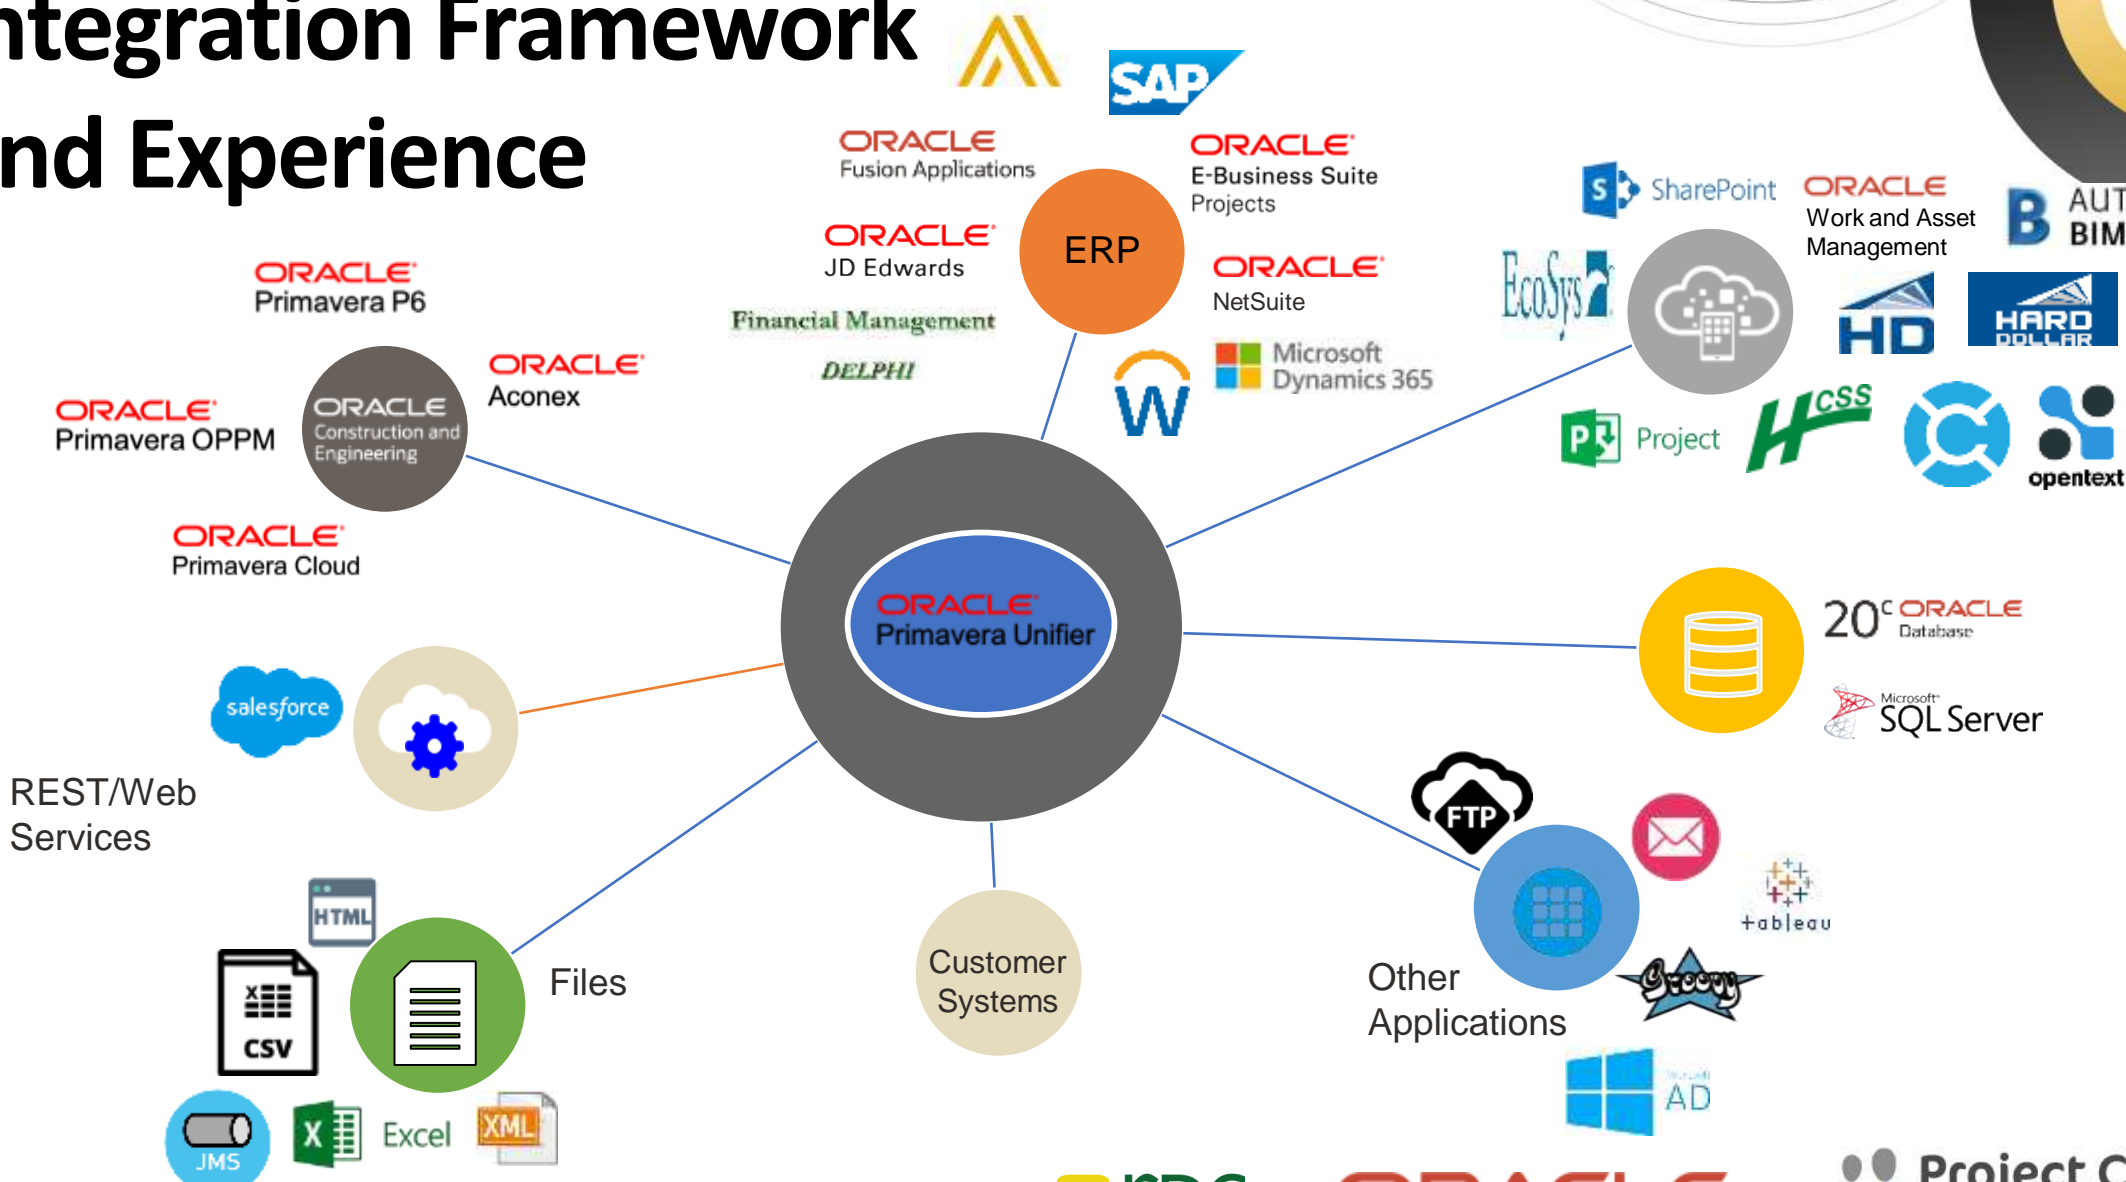 ntegration Framework
nd Experience
SAP
ORACLE
Fusion Applications
ORACLE
E-Business Suite
Projects
ORACLE
JD Edwards
ERP
ORACLE
NetSuite
Financial Management
DELPHI
Microsoft
Dynamics 365
W
S SharePoint
ORACLE
Work and Asset
Management
B AUT
BIM
EcoSys
HD
HARD
DOLLAR
P Project
HCSS
C
opentext
ORACLE
Primavera P6
ORACLE
Aconex
ORACLE
Primavera OPPM
ORACLE
Construction and
Engineering
ORACLE
Primavera Cloud
ORACLE
Primavera Unifier
20c ORACLE
Database
Microsoft
SQL Server
salesforce
REST/Web
Services
FTP
tableau
Groovy
Other
Applications
AD
Customer
Systems
HTML
Files
X
CSV
JMS
X Excel
XML
rDC
ORACLE
Project C